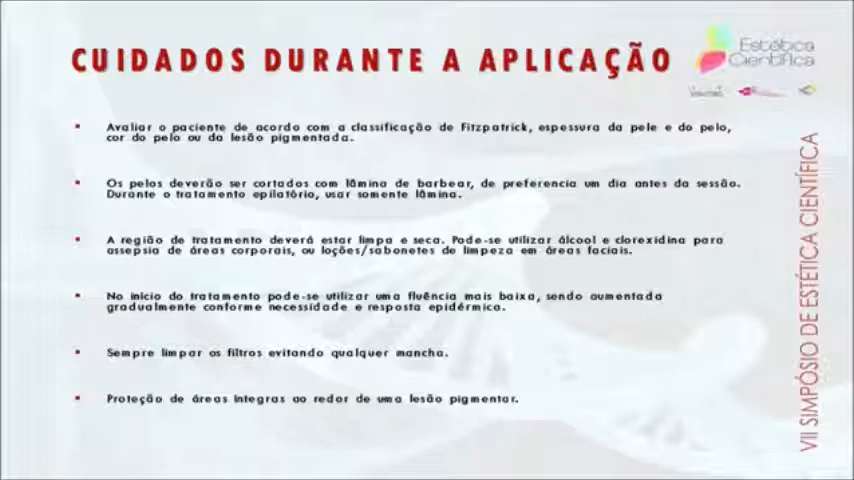 CUIDADOS DURANTE A APLICAÇÃO
Estética
Científica
Avaliar o paciente de acordo com a classificação de Fitzpatrick, espessura da pele e do pelo,
cor do pelo ou da lesão pigmentada.
Os pelos deverão ser cortados com lâmina de barbear, de preferencia um dia antes da sessão.
Durante o tratamento epilatório, usar somente lâmina.
A região de tratamento deverá estar limpa e seca. Pode-se utilizar álcool e clorexidina para
assepsia de áreas corporais, ou loções/sabonetes de limpeza em áreas faciais.
No início do tratamento pode-se utilizar uma fluência mais baixa, sendo aumentada
gradualmente conforme necessidade e resposta epidérmica.
Sempre limpar os filtros evitando qualquer mancha.
Proteção de áreas íntegras ao redor de uma lesão pigmentar.
VII SIMPÓSIO DE ESTÉTICA CIENTÍFICA